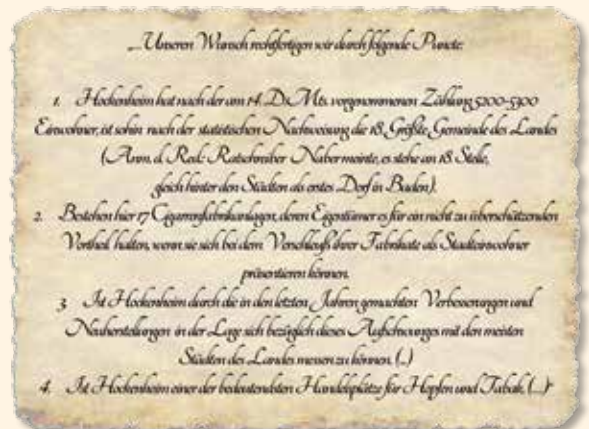 „...Unseren Wunsch rechtfertigen wir durch folgende Puncte:
1. Hockenheim hat nach der am 14. D. Mts. vorgenommenen Zählung 5200-5300
Einwohner, ist sohin nach der statistischen Nachweisung die 18. Größte Gemeinde des Landes
(Anm. d. Red.: Ratschreiber Naber meinte, es stehe an 18. Stelle,
gleich hinter den Städten als erstes Dorf in Baden).
2. Bestehen hier 17 Cigarrenfabrikanlagen, deren Eigentümer es für ein nicht zu überschätzenden
Vortheil halten, wenn sie sich bei dem Verschleuß ihrer Fabrikate als Stadteinwohner
präsentieren können.
3. Ist Hockenheim durch die in den letzten Jahren gemachten Verbesserungen und
Neuherstellungen in der Lage sich bezüglich dieses Aufschwunges mit den meisten
Städten des Landes messen zu können. (...)
4. Ist Hockenheim einer der bedeutendsten Handelsplätze für Hopfen und Tabak. (...)“